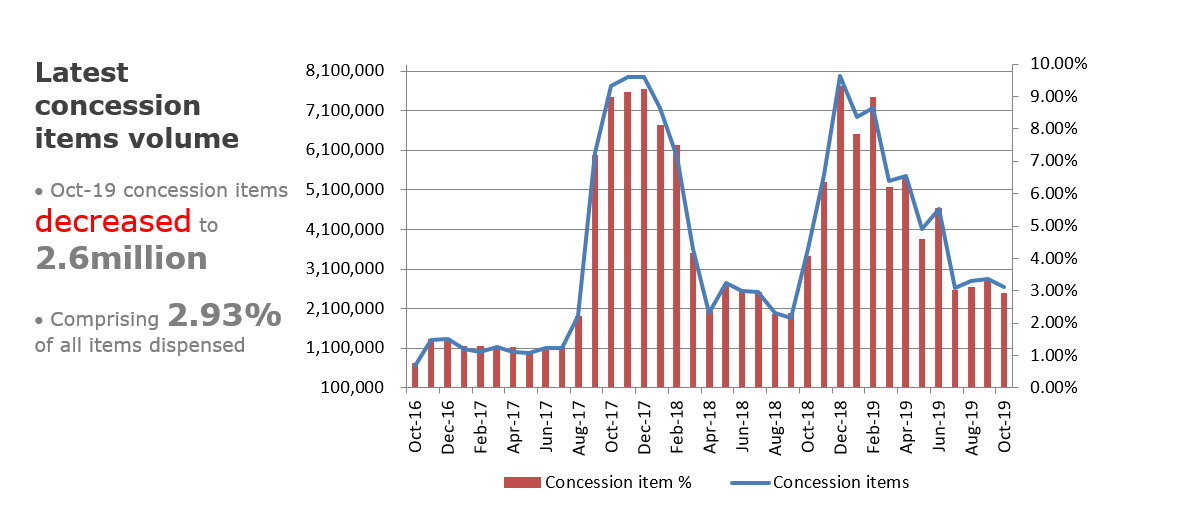 Latest
concession
items volume
• Oct-19 concession items
decreased to
2.6million
• Comprising 2.93%
of all items dispensed
8,100,000
7,100,000
6,100,000
5,100,000
4,100,000
3,100,000
2,100,000
1,100,000
100,000
10.00%
9.00%
8.00%
7.00%
6.00%
5.00%
4.00%
3.00%
2.00%
1.00%
0.00%
Oct-16
Dec-16
Feb-17
Apr-17
Jun-17
Aug-17
Oct-17
Dec-17
Feb-18
Apr-18
Jun-18
Aug-18
Oct-18
Dec-18
Feb-19
Apr-19
Jun-19
Aug-19
Oct-19
Concession item %
Concession items